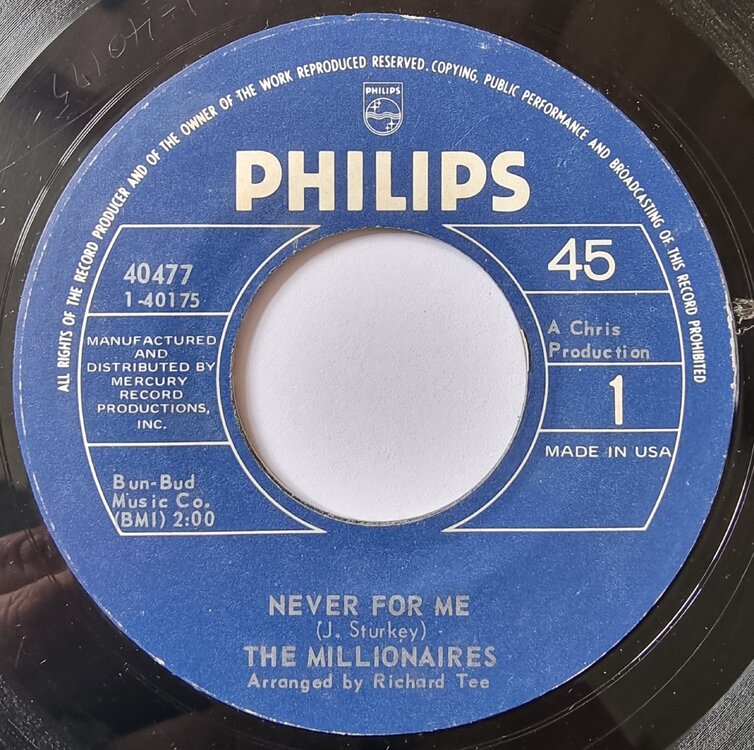 ALL RIGHTS OF THE RECORD PRODUCER AND OF THE OWNER OF THE WORK REPRODUCED RESERVED. COPYING, PUBLIC PERFORMANCE AND BROADCASTING OF THIS RECORD PROHIBITED
PHILIPS
PHILIPS
40477
1-40175
45
MANUFACTURED
AND
DISTRIBUTED BY
MERCURY
RECORD
PRODUCTIONS,
INC.
A Chris
Production
1
MADE IN USA
Bun-Bud
Music Co.
(BMI) 2:00
NEVER FOR ME
(J. Sturkey)
THE MILLIONAIRES
Arranged by Richard Tee